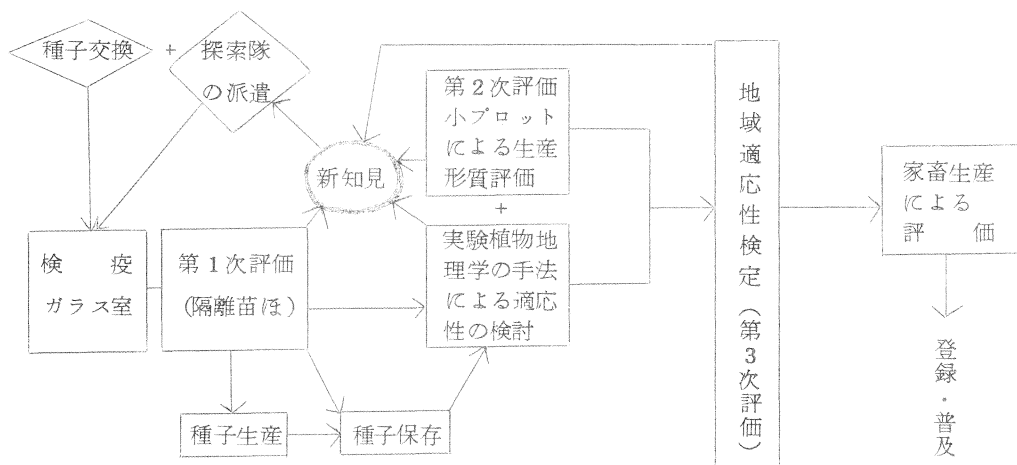 種子交換
+
探索隊
の派遣
第2次評価
小プロット
による生産
形質評価
新知見
+
実験植物地
理学の手法
による適応
性の検討
検 疫
ガラス室
第1次評価
(隔離苗ほ)
種子生産
種子保存
地域適応性検定(第3次評価)
家畜生産
による
評 価
登録・普及